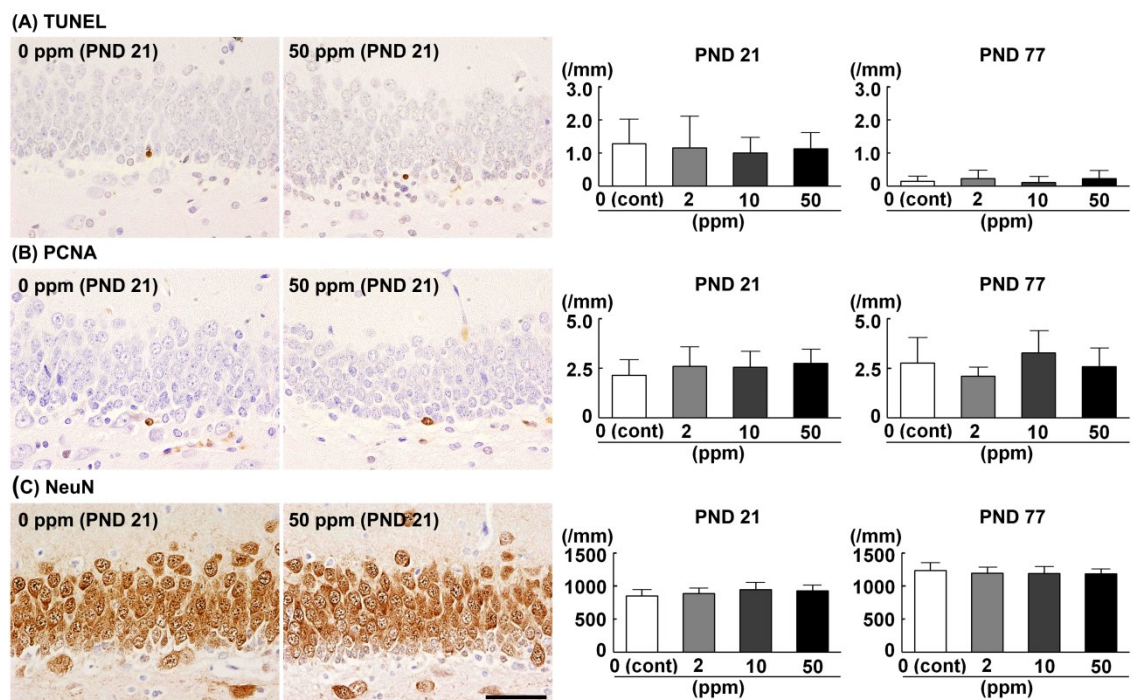 (A) TUNEL
0 ppm (PND 21)
50 ppm (PND 21)
PND 21
(/mm)
3.0
2.0
1.0
0
0 (cont) 2 10 50
(ppm)
PND 77
(/mm)
3.0
2.0
1.0
0
0 (cont) 2 10 50
(ppm)
(B) PCNA
0 ppm (PND 21)
50 ppm (PND 21)
PND 21
(/mm)
5.0
2.5
0
0 (cont) 2 10 50
(ppm)
PND 77
(/mm)
5.0
2.5
0
0 (cont) 2 10 50
(ppm)
(C) NeuN
0 ppm (PND 21)
50 ppm (PND 21)
PND 21
(/mm)
1500
1000
500
0
0 (cont) 2 10 50
(ppm)
PND 77
(/mm)
1500
1000
500
0
0 (cont) 2 10 50
(ppm)